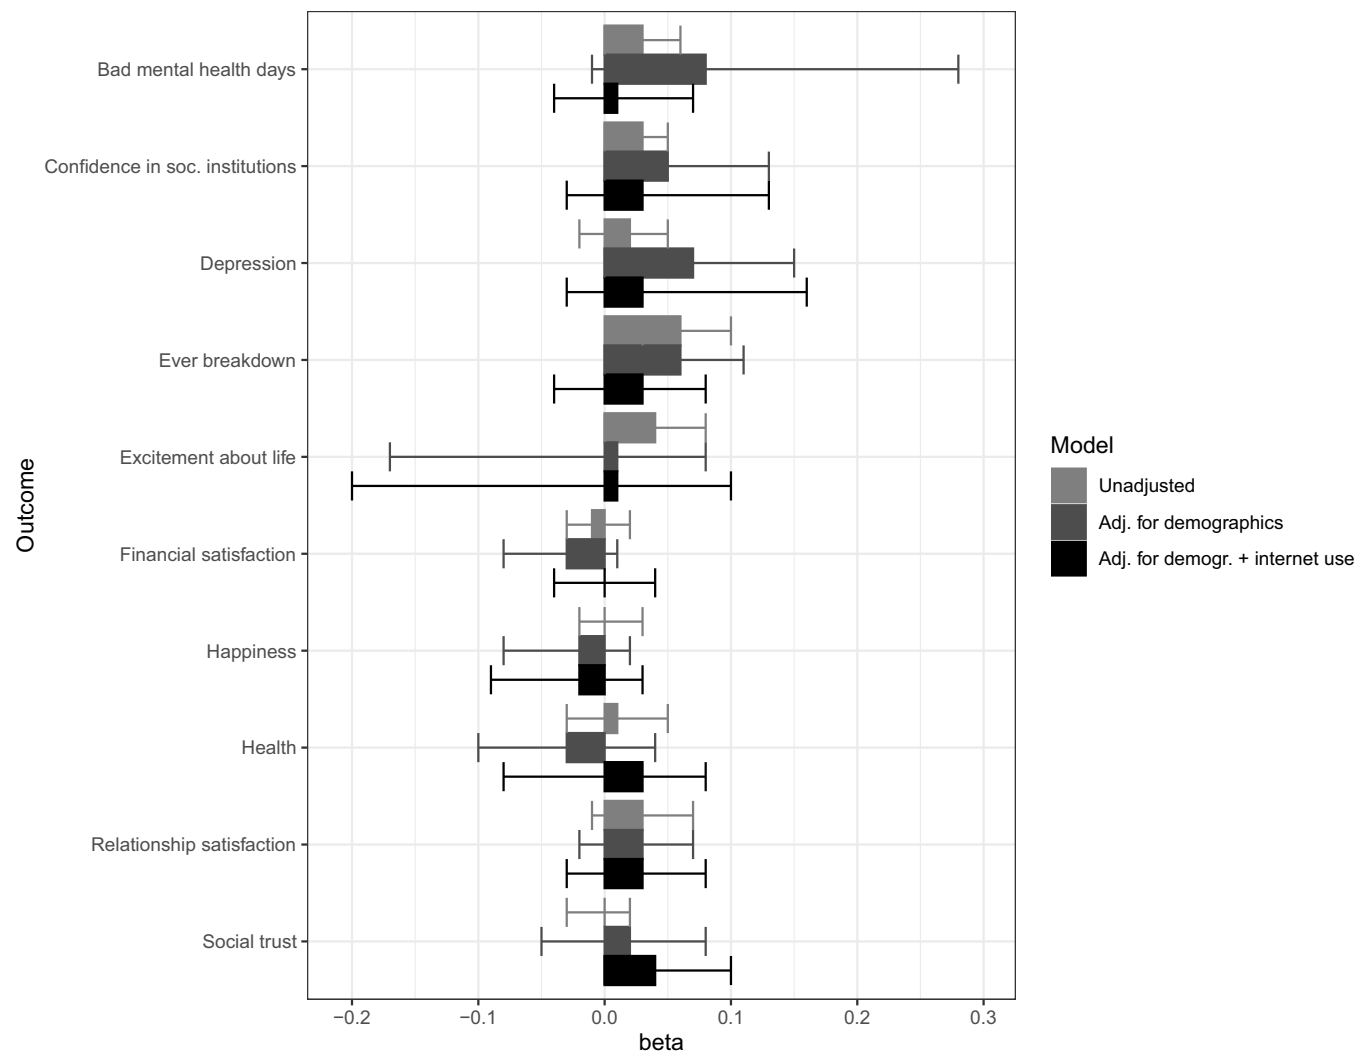 Bad mental health days
Confidence in soc. institutions
Depression
Ever breakdown
Excitement about life
Financial satisfaction
Happiness
Health
Relationship satisfaction
Social trust
Outcome
−0.2 −0.1 0.0 0.1 0.2 0.3
beta
Model
Unadjusted
Adj. for demographics
Adj. for demogr. + internet use